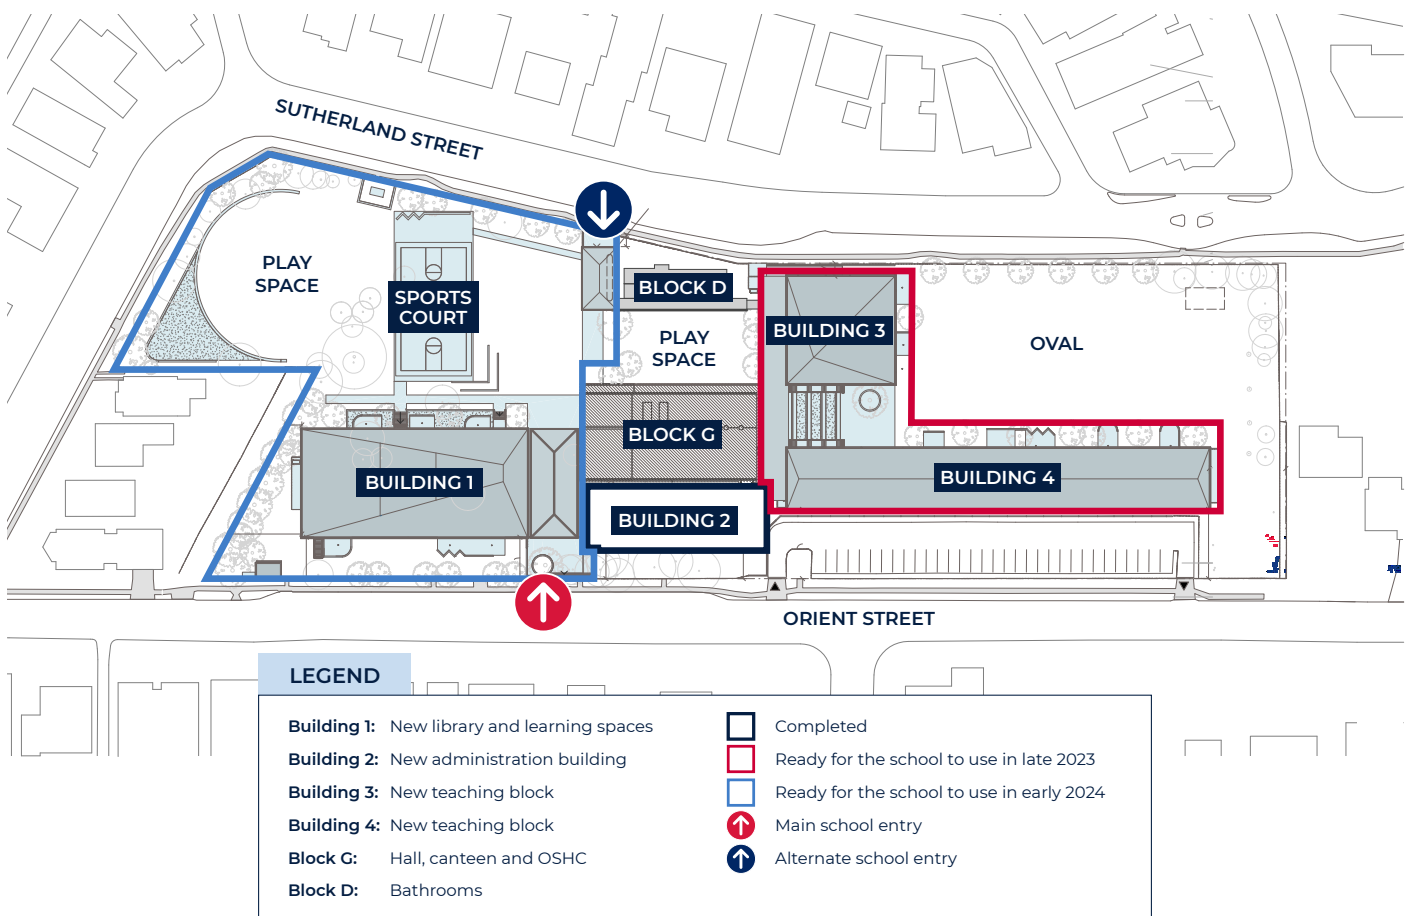 SUTHERLAND STREET
PLAY
SPACE
SPORTS
COURT
BLOCK D
PLAY
SPACE
BUILDING 3
OVAL
BLOCK G
BUILDING 1
BUILDING 4
BUILDING 2
ORIENT STREET
LEGEND
Building 1: New library and learning spaces
Building 2: New administration building
Building 3: New teaching block
Building 4: New teaching block
Block G: Hall, canteen and OSHC
Block D: Bathrooms
Completed
Ready for the school to use in late 2023
Ready for the school to use in early 2024
Main school entry
Alternate school entry